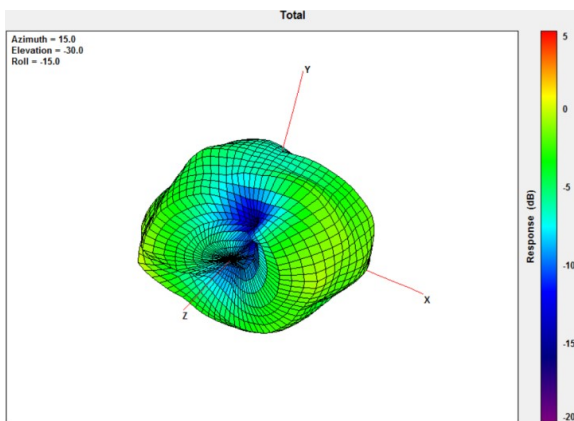 Total
Azimuth = 15.0
Elevation = -30.0
Roll = -15.0
Y
X
Z
5
0
-5
-10
-15
-20
Response (dB)